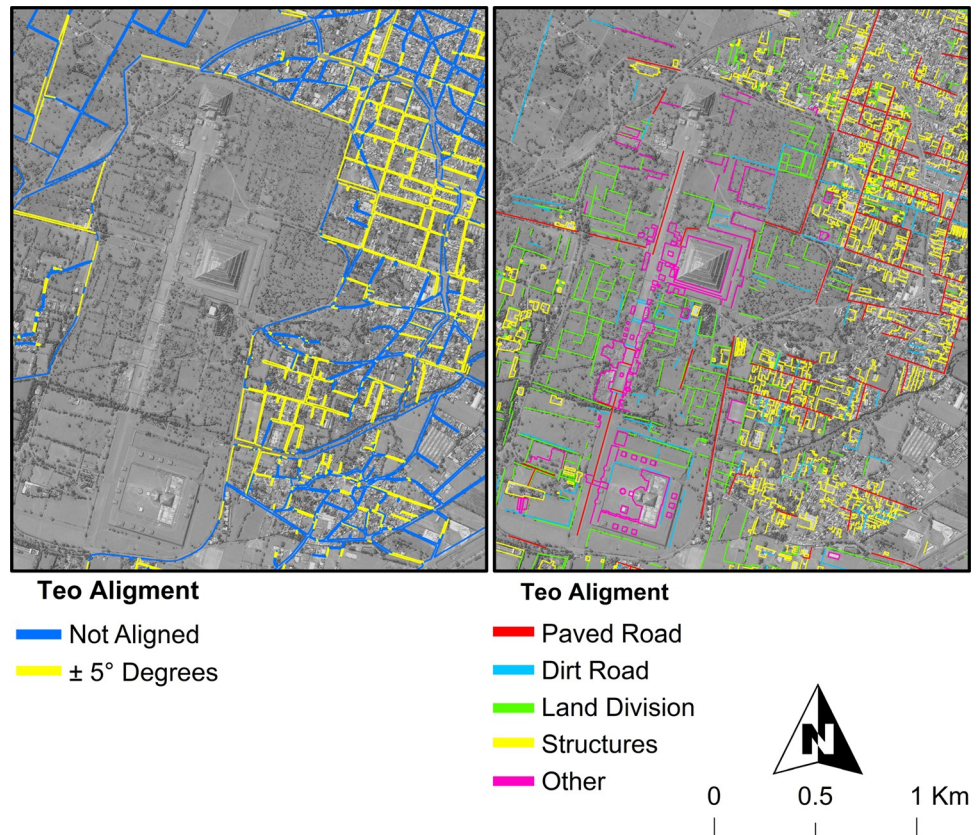 Teo Aligment
Not Aligned
± 5° Degrees
Teo Aligment
Paved Road
Dirt Road
Land Division
Structures
Other
N
0 0.5 1 Km